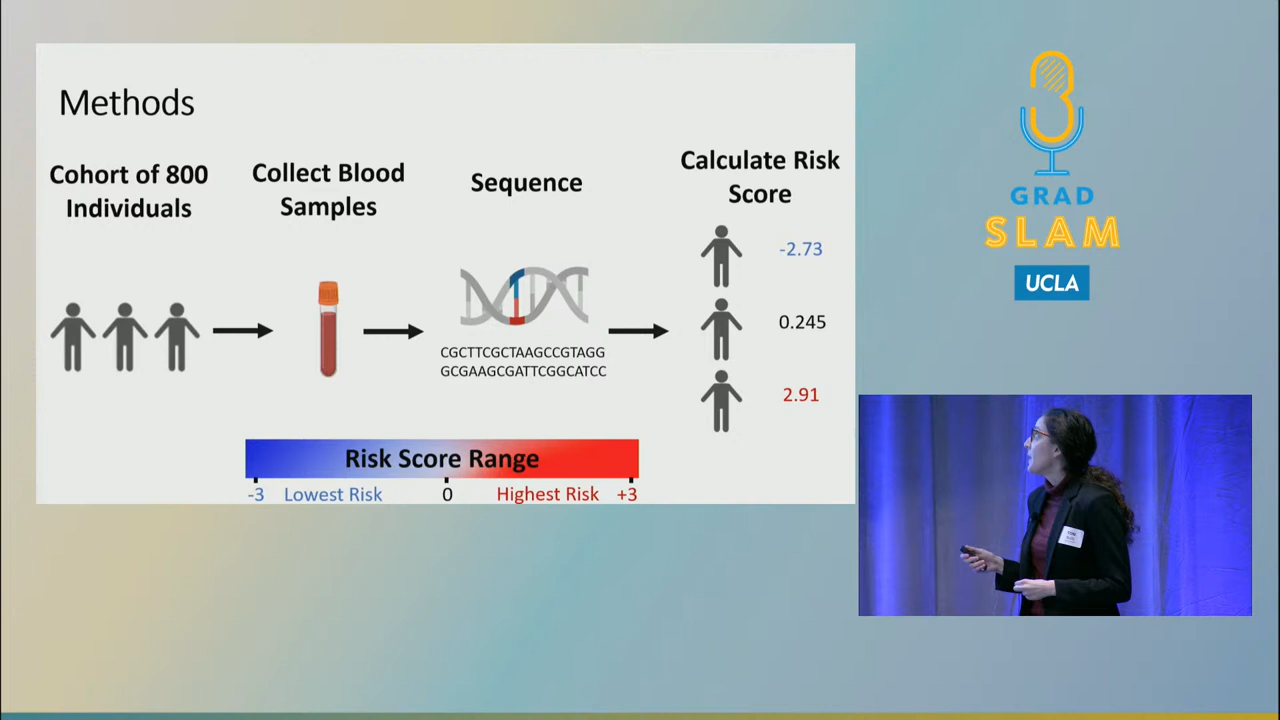 Methods
Cohort of 800
Individuals
Collect Blood
Samples
Sequence
CGCTTCGCTAAGCCGTAGG
GCGAAGCGATTCGGCATCC
Calculate Risk
Score
-2.73
0.245
2.91
Risk Score Range
-3 Lowest Risk 0 Highest Risk +3
GRAD
SLAM
UCLA